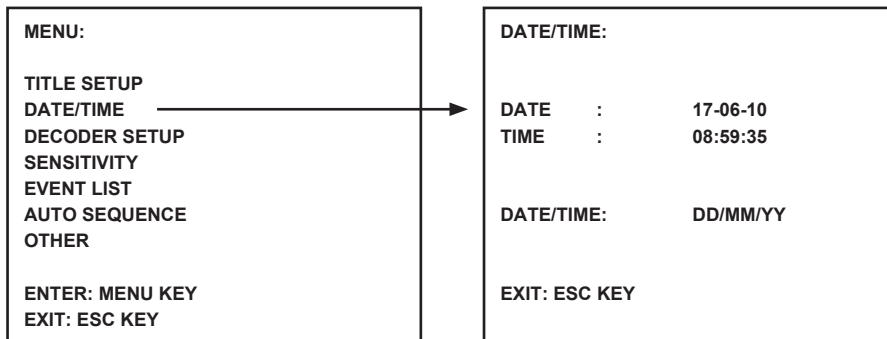 MENU:
TITLE SETUP
DATE/TIME
DECODER SETUP
SENSITIVITY
EVENT LIST
AUTO SEQUENCE
OTHER
ENTER: MENU KEY
EXIT: ESC KEY
DATE/TIME:
DATE : 17-06-10
TIME : 08:59:35
DATE/TIME: DD/MM/YY
EXIT: ESC KEY